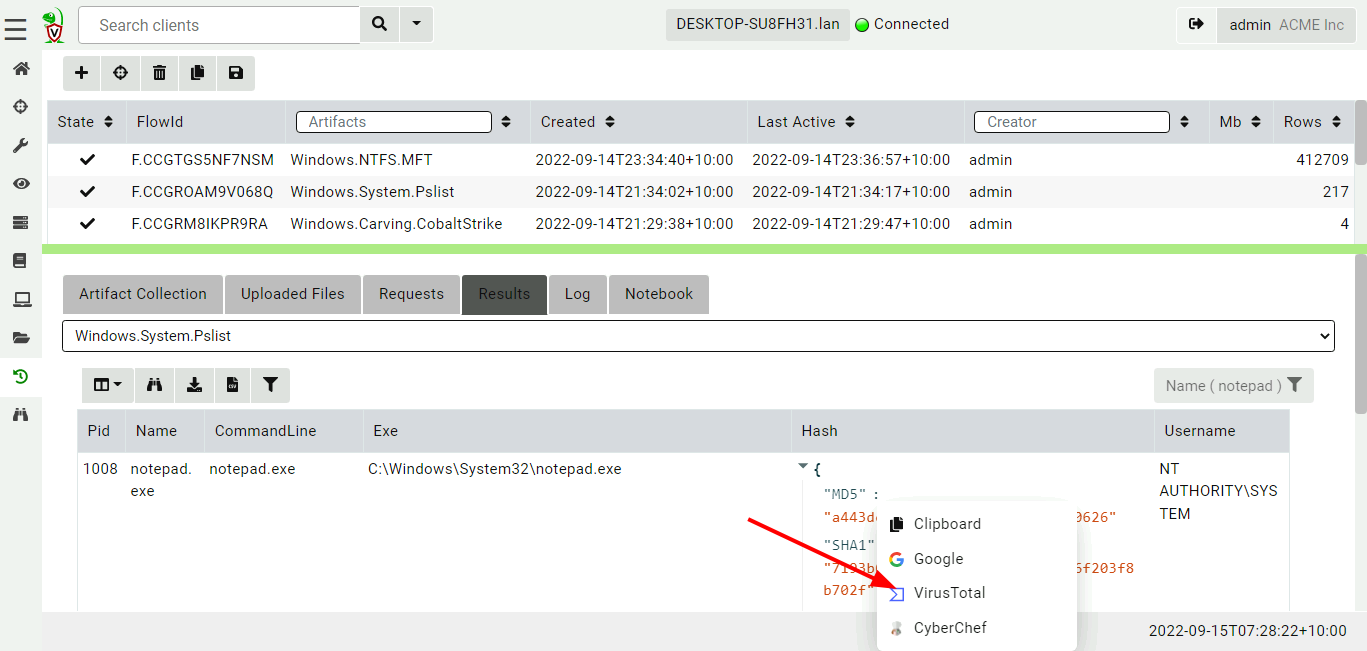 Search clients
DESKTOP-SU8FH31.lan Connected
admin ACME Inc
State FlowId Artifacts Created Last Active Creator Mb Rows
F.CCGTGS5NF7NSM Windows.NTFS.MFT 2022-09-14T23:34:40+10:00 2022-09-14T23:36:57+10:00 admin 412709
F.CCGROAM9V068Q Windows.System.Pslist 2022-09-14T21:34:02+10:00 2022-09-14T21:34:17+10:00 admin 217
F.CCGRM8IKPR9RA Windows.Carving.CobaltStrike 2022-09-14T21:29:38+10:00 2022-09-14T21:29:47+10:00 admin 4
Artifact Collection Uploaded Files Requests Results Log Notebook
Windows.System.Pslist
CSV
Name ( notepad )
Pid Name CommandLine Exe Hash Username
1008 notepad. notepad.exe C:\Windows\System32\notepad.exe { NT
exe AUTHORITY\SYS
"MD5" :
TEM
0626"
"SHA1"
6f203f8
b702f"
Clipboard
Google
VirusTotal
CyberChef
2022-09-15T07:28:22+10:00